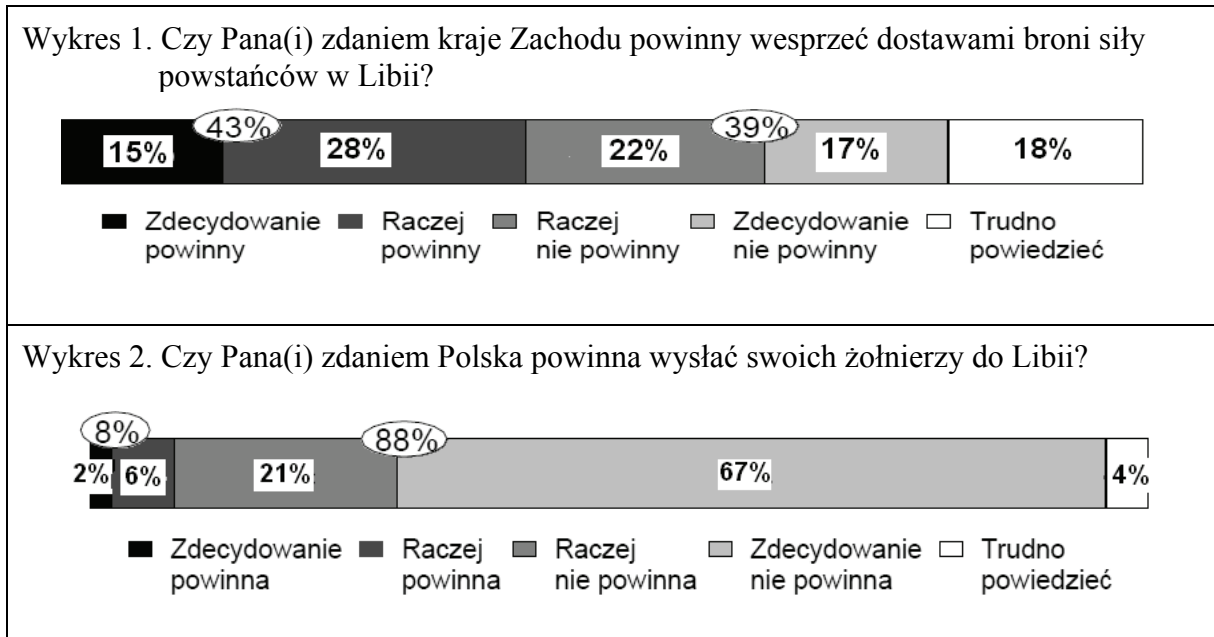 Wykres 1. Czy Pana(i) zdaniem kraje Zachodu powinny wesprzeć dostawami broni siły
powstańców w Libii?
43% 39%
15% 28% 22% 17% 18%
Zdecydowanie powinny
Raczej powinny
Raczej nie powinny
Zdecydowanie nie powinny
Trudno powiedzieć
Wykres 2. Czy Pana(i) zdaniem Polska powinna wysłać swoich żołnierzy do Libii?
8% 88%
2% 6% 21% 67% 4%
Zdecydowanie powinna
Raczej powinna
Raczej nie powinna
Zdecydowanie nie powinna
Trudno powiedzieć